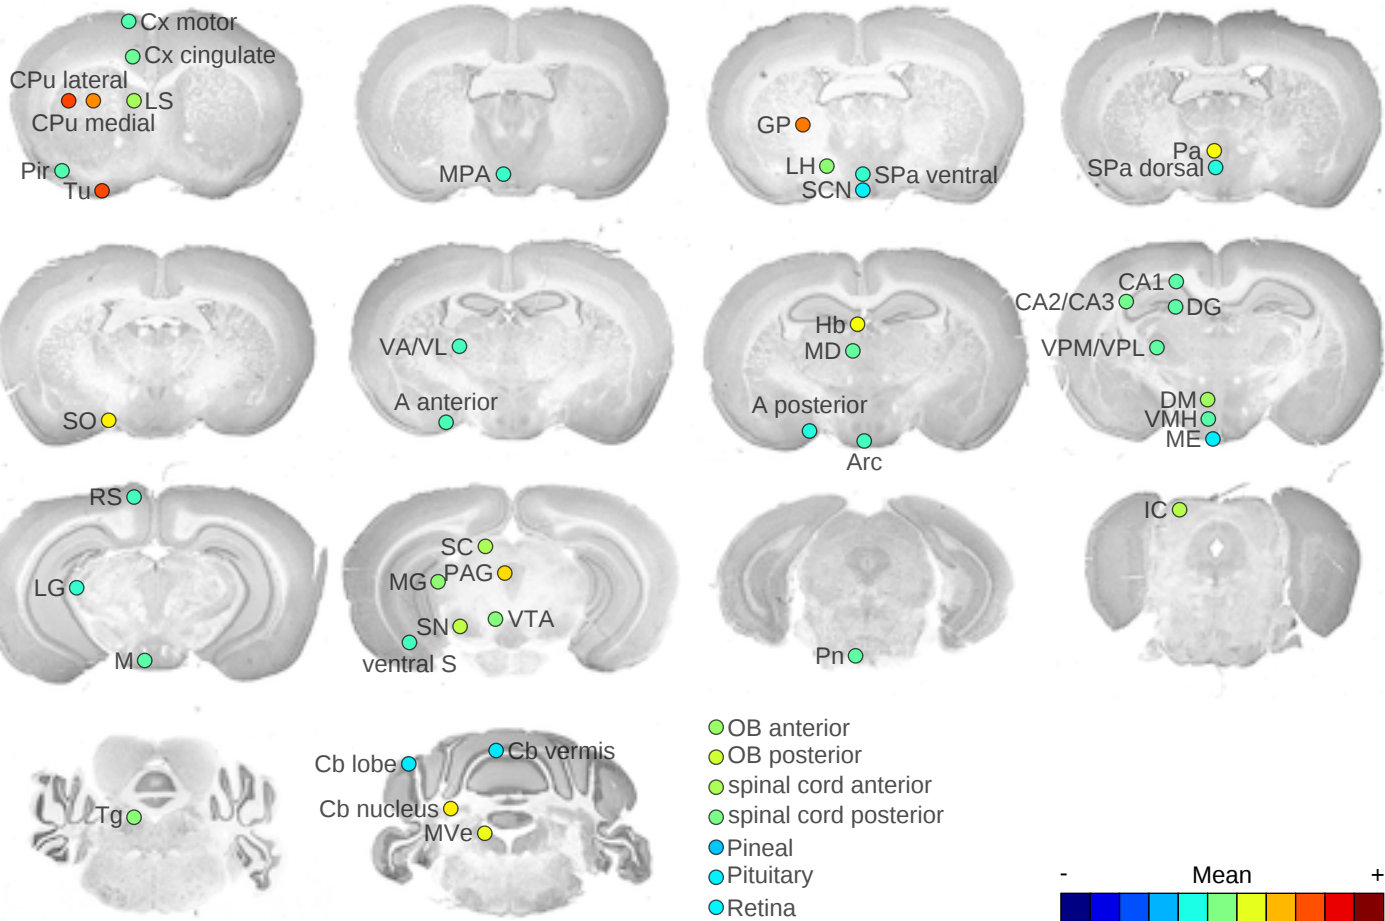 Cx motor
Cx cingulate
CPu lateral
LS
CPu medial
Pir
Tu
MPA
GP
LH
SPa ventral
SCN
Pa
SPa dorsal
SO
VA/VL
A anterior
Hb
MD
A posterior
Arc
CA1
CA2/CA3
DG
VPM/VPL
DM
VMH
ME
RS
LG
M
SC
PAG
MG
VTA
SN
ventral S
Pn
IC
Tg
Cb vermis
Cb lobe
Cb nucleus
MVe
OB anterior
OB posterior
spinal cord anterior
spinal cord posterior
Pineal
Pituitary
Retina
- Mean +